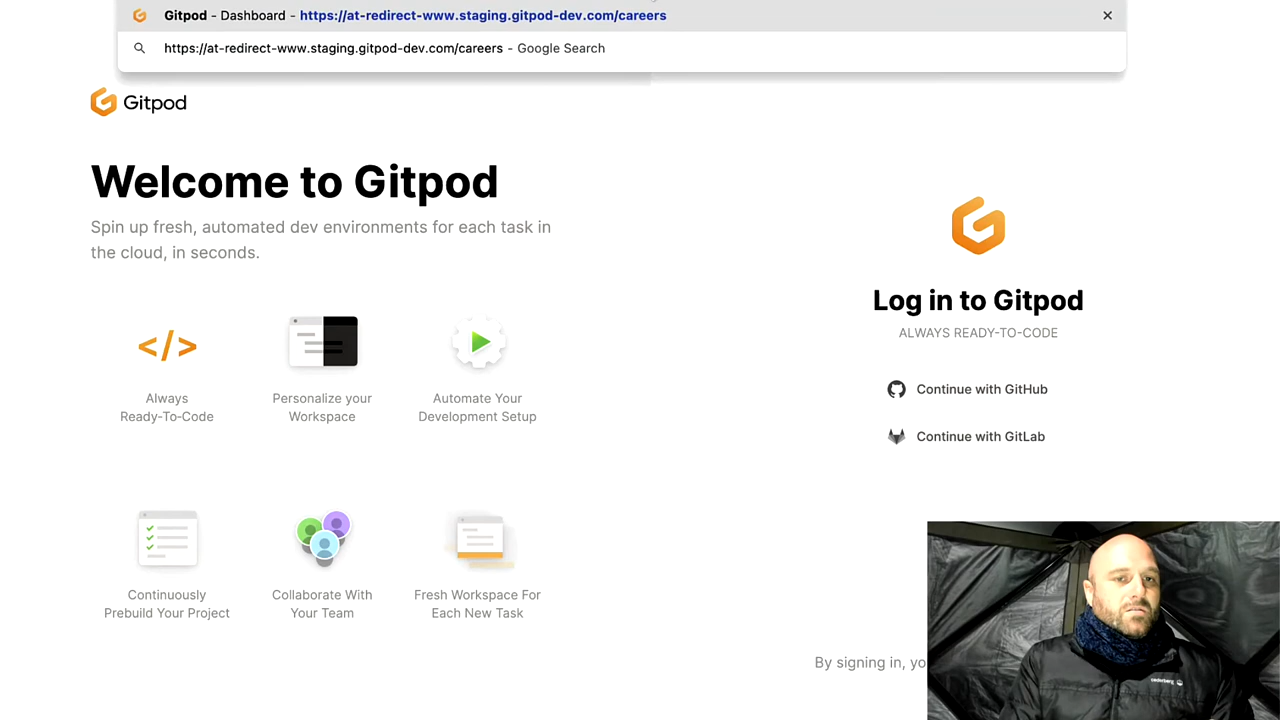 Gitpod - Dashboard - https://at-redirect-www.staging.gitpod-dev.com/careers
https://at-redirect-www.staging.gitpod-dev.com/careers - Google Search
Gitpod
Welcome to Gitpod
Spin up fresh, automated dev environments for each task in
the cloud, in seconds.
</>
Always
Ready-To-Code
Personalize your
Workspace
Automate Your
Development Setup
Continuously
Prebuild Your Project
Collaborate With
Your Team
Fresh Workspace For
Each New Task
Log in to Gitpod
ALWAYS READY-TO-CODE
Continue with GitHub
Continue with GitLab
By signing in, yo